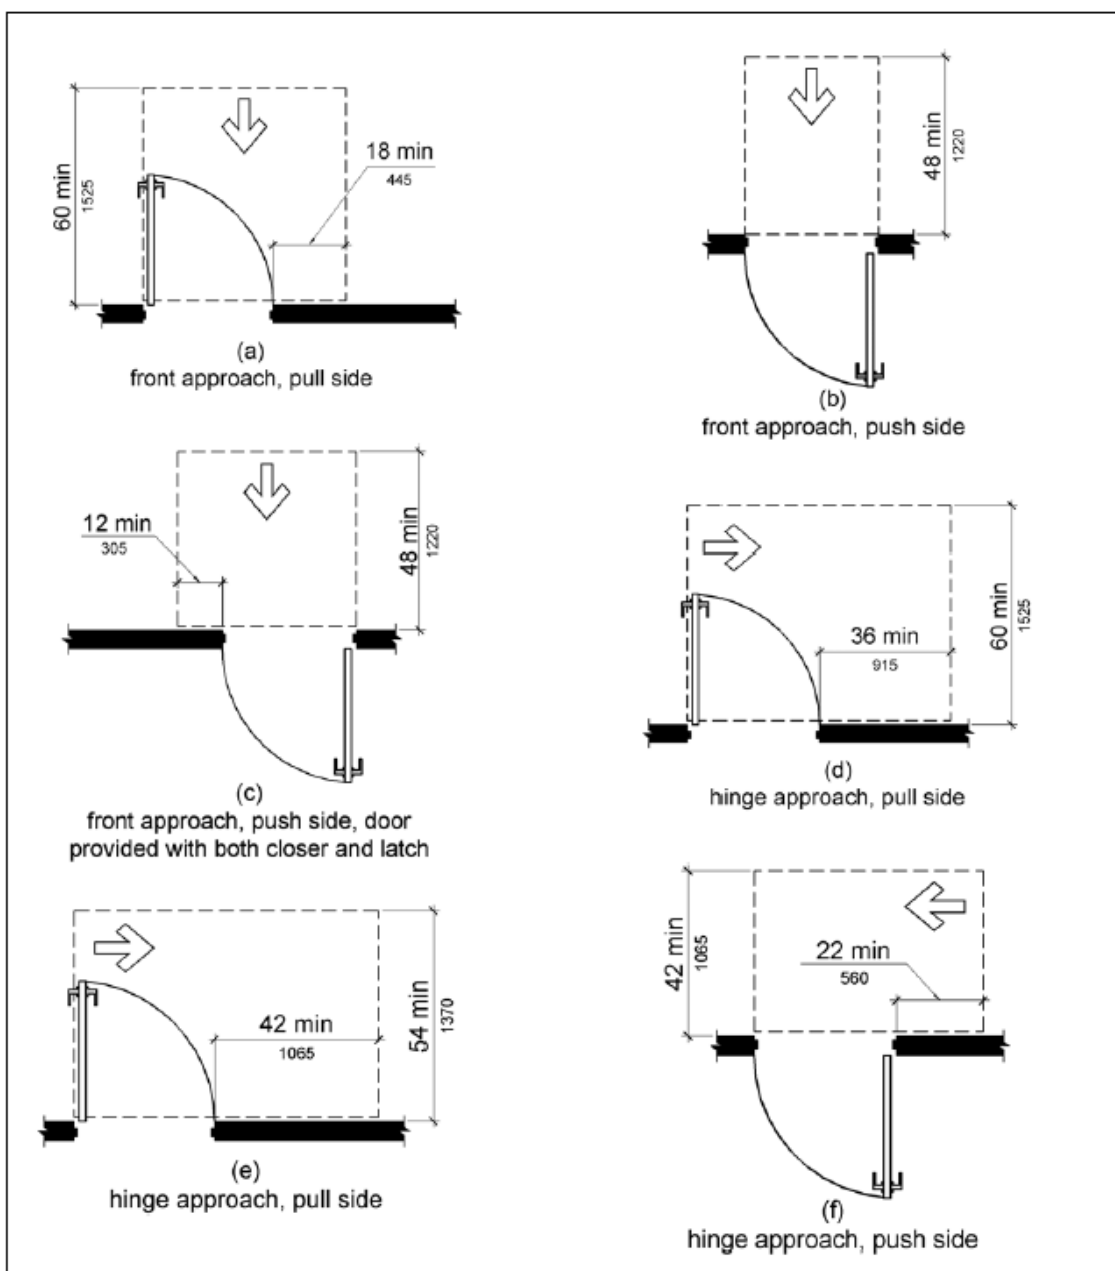 60 min
1525
18 min
445
(a)
front approach, pull side
48 min
1220
(b)
front approach, push side
12 min
305
48 min
1220
(c)
front approach, push side, door
provided with both closer and latch
36 min
915
60 min
1525
(d)
hinge approach, pull side
42 min
1065
54 min
1370
(e)
hinge approach, pull side
42 min
1065
22 min
560
(f)
hinge approach, push side